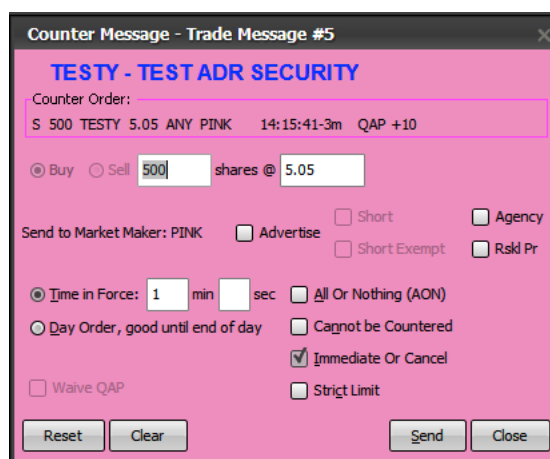 Counter Message - Trade Message #5
TESTY - TEST ADR SECURITY
Counter Order:
S 500 TESTY 5.05 ANY PINK 14:15:41-3m QAP +10
Buy Sell 500 shares @ 5.05
Send to Market Maker: PINK Advertise Short Agency
Short Exempt Rskl Pr
Time in Force: 1 min sec All Or Nothing (AON)
Day Order, good until end of day Cannot be Countered
Immediate Or Cancel
Waive QAP Strict Limit
Reset Clear Send Close